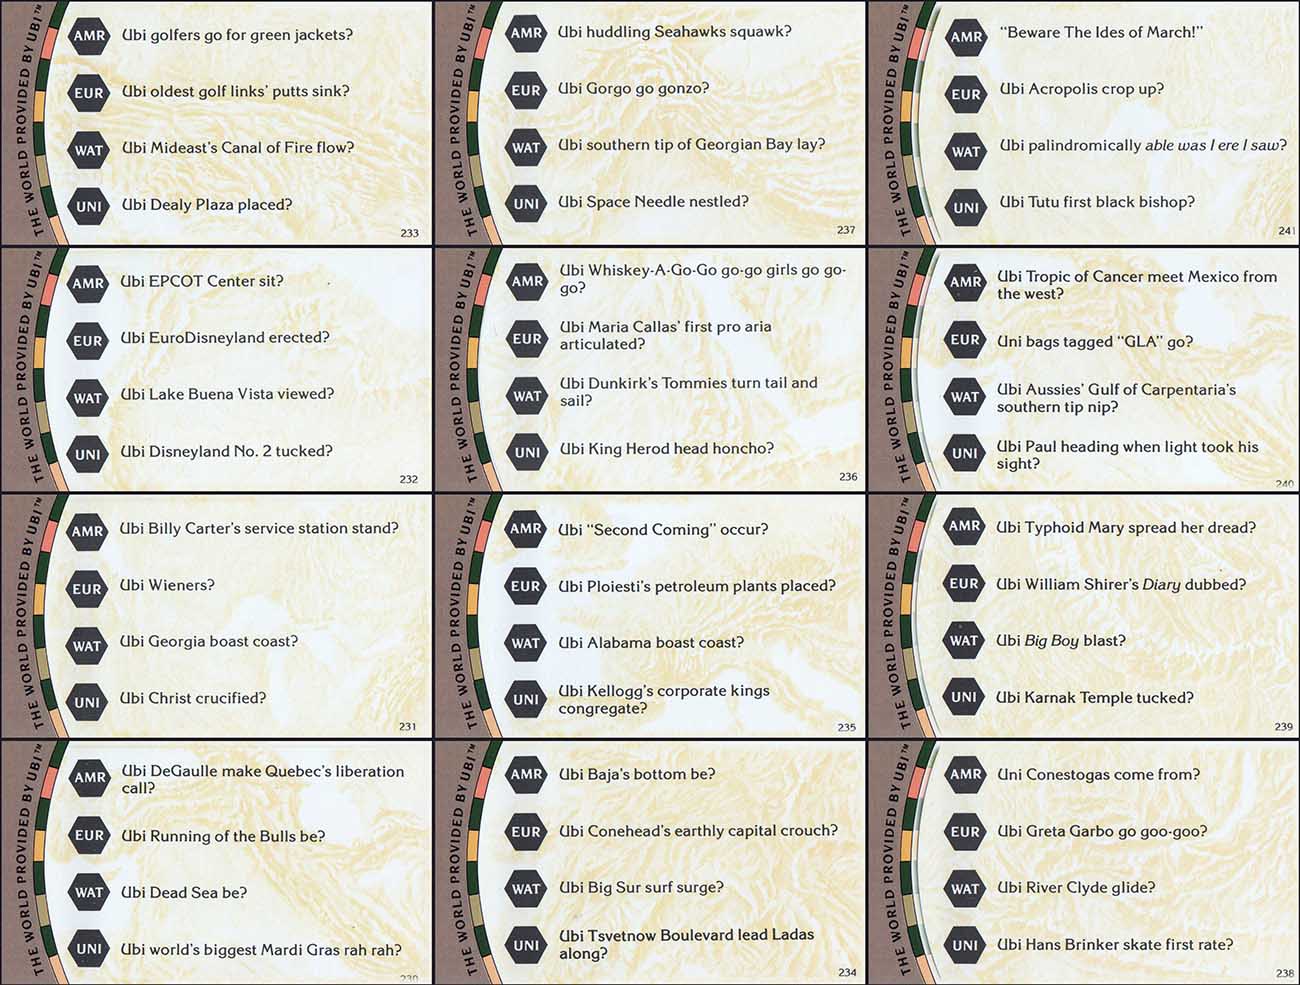 THE WORLD PROVIDED BY UBI™
AMR Ubi golfers go for green jackets?
EUR Ubi oldest golf links' putts sink?
WAT Ubi Mideast's Canal of Fire flow?
UNI Ubi Dealy Plaza placed?
233
THE WORLD PROVIDED BY UBI™
AMR Ubi huddling Seahawks squawk?
EUR Ubi Gorgo go gonzo?
WAT Ubi southern tip of Georgian Bay lay?
UNI Ubi Space Needle nestled?
237
THE WORLD PROVIDED BY UBI™
AMR "Beware The Ides of March!"
EUR Ubi Acropolis crop up?
WAT Ubi palindromically able was I ere I saw?
UNI Ubi Tutu first black bishop?
241
THE WORLD PROVIDED BY UBI™
AMR Ubi EPCOT Center sit?
EUR Ubi EuroDisneyland erected?
WAT Ubi Lake Buena Vista viewed?
UNI Ubi Disneyland No. 2 tucked?
232
THE WORLD PROVIDED BY UBI™
AMR Ubi Whiskey-A-Go-Go go-go girls go go-
go?
EUR Ubi Maria Callas' first pro aria
articulated?
WAT Ubi Dunkirk's Tommies turn tail and
sail?
UNI Ubi King Herod head honcho?
236
THE WORLD PROVIDED BY UBI™
AMR Ubi Tropic of Cancer meet Mexico from
the west?
EUR Uni bags tagged "GLA" go?
WAT Ubi Aussies' Gulf of Carpentaria's
southern tip nip?
UNI Ubi Paul heading when light took his
sight?
240
THE WORLD PROVIDED BY UBI™
AMR Ubi Billy Carter's service station stand?
EUR Ubi Wieners?
WAT Ubi Georgia boast coast?
UNI Ubi Christ crucified?
231
THE WORLD PROVIDED BY UBI™
AMR Ubi "Second Coming" occur?
EUR Ubi Ploiesti's petroleum plants placed?
WAT Ubi Alabama boast coast?
UNI Ubi Kellogg's corporate kings
congregate?
235
THE WORLD PROVIDED BY UBI™
AMR Ubi Typhoid Mary spread her dread?
EUR Ubi William Shirer's Diary dubbed?
WAT Ubi Big Boy blast?
UNI Ubi Karnak Temple tucked?
239
THE WORLD PROVIDED BY UBI™
AMR Ubi DeGaulle make Quebec's liberation
call?
EUR Ubi Running of the Bulls be?
WAT Ubi Dead Sea be?
UNI Ubi world's biggest Mardi Gras rah rah?
230
THE WORLD PROVIDED BY UBI™
AMR Ubi Baja's bottom be?
EUR Ubi Conehead's earthly capital crouch?
WAT Ubi Big Sur surf surge?
UNI Ubi Tsvetnow Boulevard lead Ladas
along?
234
THE WORLD PROVIDED BY UBI™
AMR Uni Conestogas come from?
EUR Ubi Greta Garbo go goo-goo?
WAT Ubi River Clyde glide?
UNI Ubi Hans Brinker skate first rate?
238